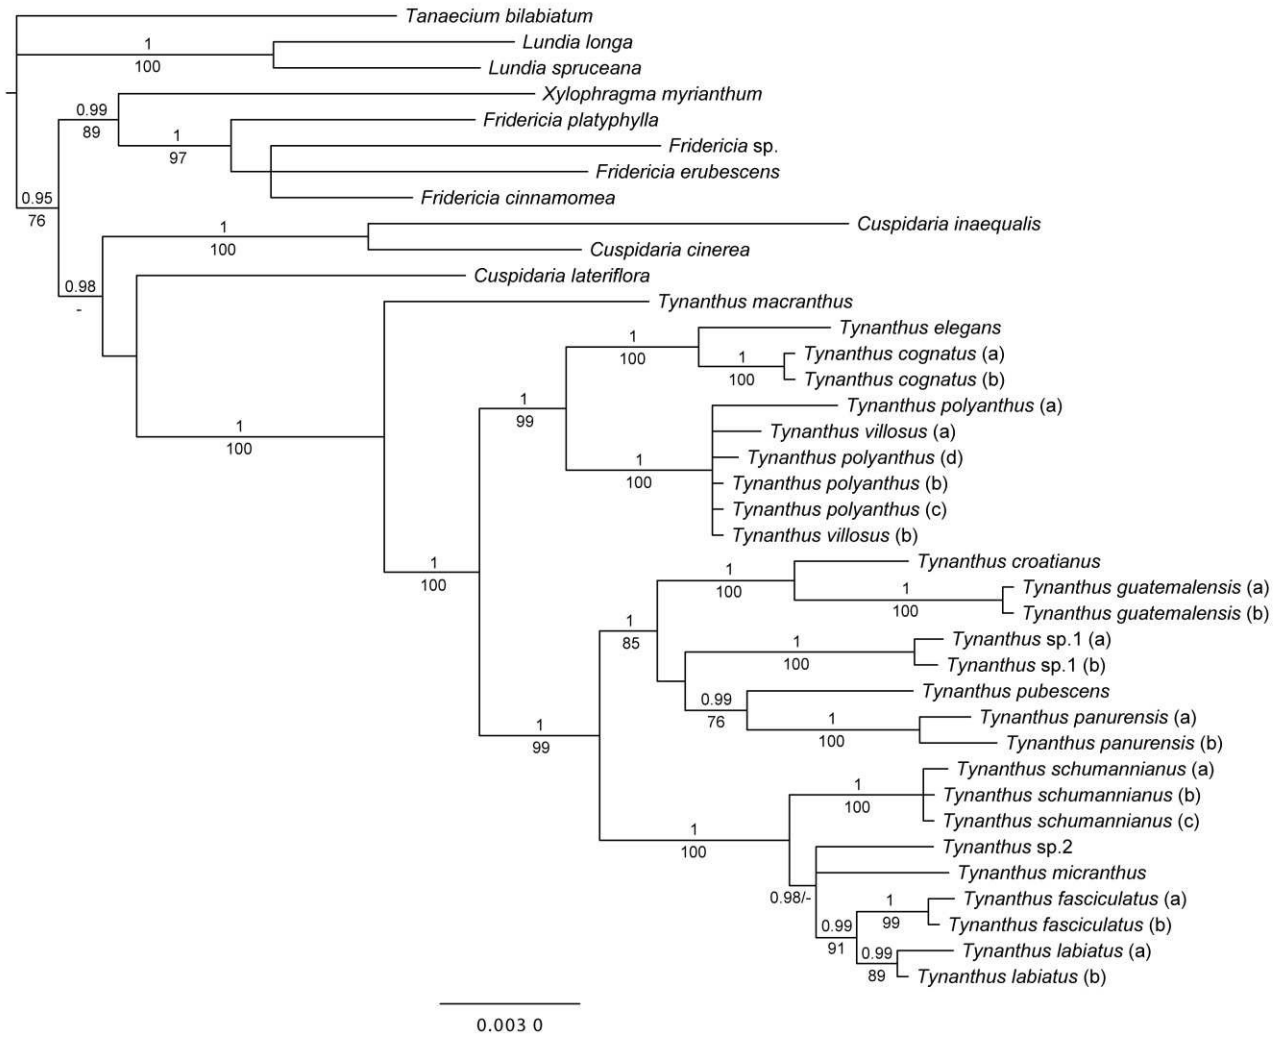 Tanaecium bilabiatum
1
100
Lundia longa
Lundia spruceana
0.99
89
Xylophragma myrianthum
1
97
Fridericia platyphylla
Fridericia sp.
Fridericia erubescens
Fridericia cinnamomea
0.95
76
1
100
Cuspidaria inaequalis
Cuspidaria cinerea
0.98
-
Cuspidaria lateriflora
Tynanthus macranthus
1
100
Tynanthus elegans
1
100
Tynanthus cognatus (a)
Tynanthus cognatus (b)
1
99
Tynanthus polyanthus (a)
Tynanthus villosus (a)
1
100
Tynanthus polyanthus (d)
Tynanthus polyanthus (b)
Tynanthus polyanthus (c)
Tynanthus villosus (b)
1
100
1
100
1
100
Tynanthus croatianus
1
100
Tynanthus guatemalensis (a)
Tynanthus guatemalensis (b)
1
85
1
100
Tynanthus sp.1 (a)
Tynanthus sp.1 (b)
0.99
76
Tynanthus pubescens
1
100
Tynanthus panurensis (a)
Tynanthus panurensis (b)
1
99
1
100
Tynanthus schumannianus (a)
Tynanthus schumannianus (b)
Tynanthus schumannianus (c)
1
100
Tynanthus sp.2
Tynanthus micranthus
0.98/-
1
99
Tynanthus fasciculatus (a)
Tynanthus fasciculatus (b)
0.99
91
0.99
89
Tynanthus labiatus (a)
Tynanthus labiatus (b)
0.003 0